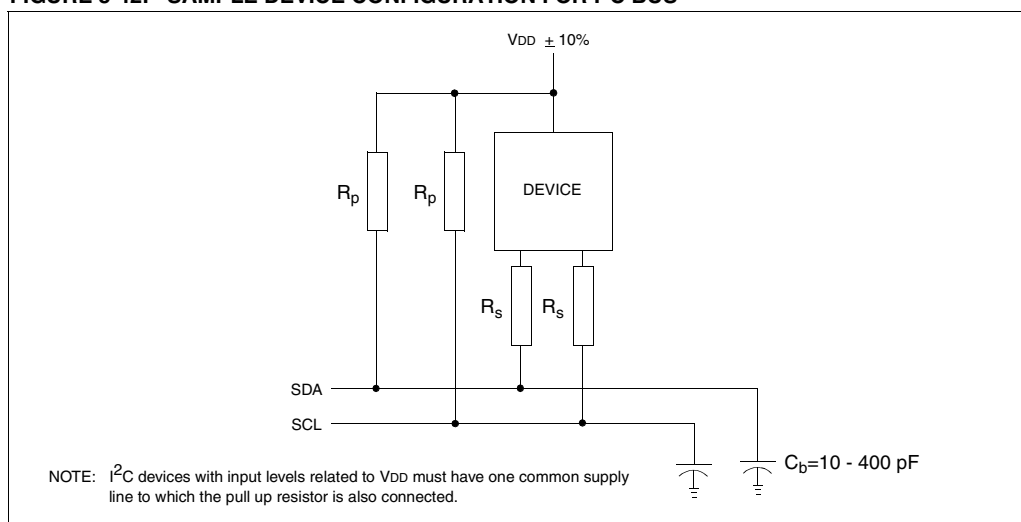 VDD ± 10%
Rp
Rp
DEVICE
Rs
Rs
SDA
SCL
Cb=10 - 400 pF
NOTE: I2C devices with input levels related to VDD must have one common supply
line to which the pull up resistor is also connected.